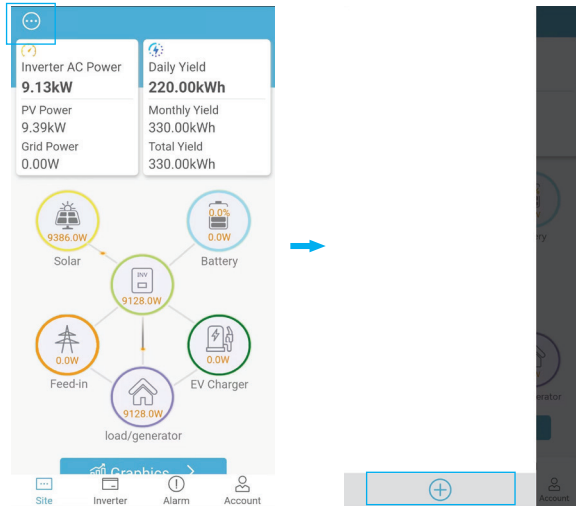 Inverter AC Power
9.13kW
PV Power
9.39kW
Grid Power
0.00W
Daily Yield
220.00kWh
Monthly Yield
330.00kWh
Total Yield
330.00kWh
9386.0W
Solar
0.0%
0.0W
Battery
INV
9128.0W
0.0W
Feed-in
0.0W
EV Charger
9128.0W
load/generator
Graphics
Site
Inverter
Alarm
Account
ery
erator
Account